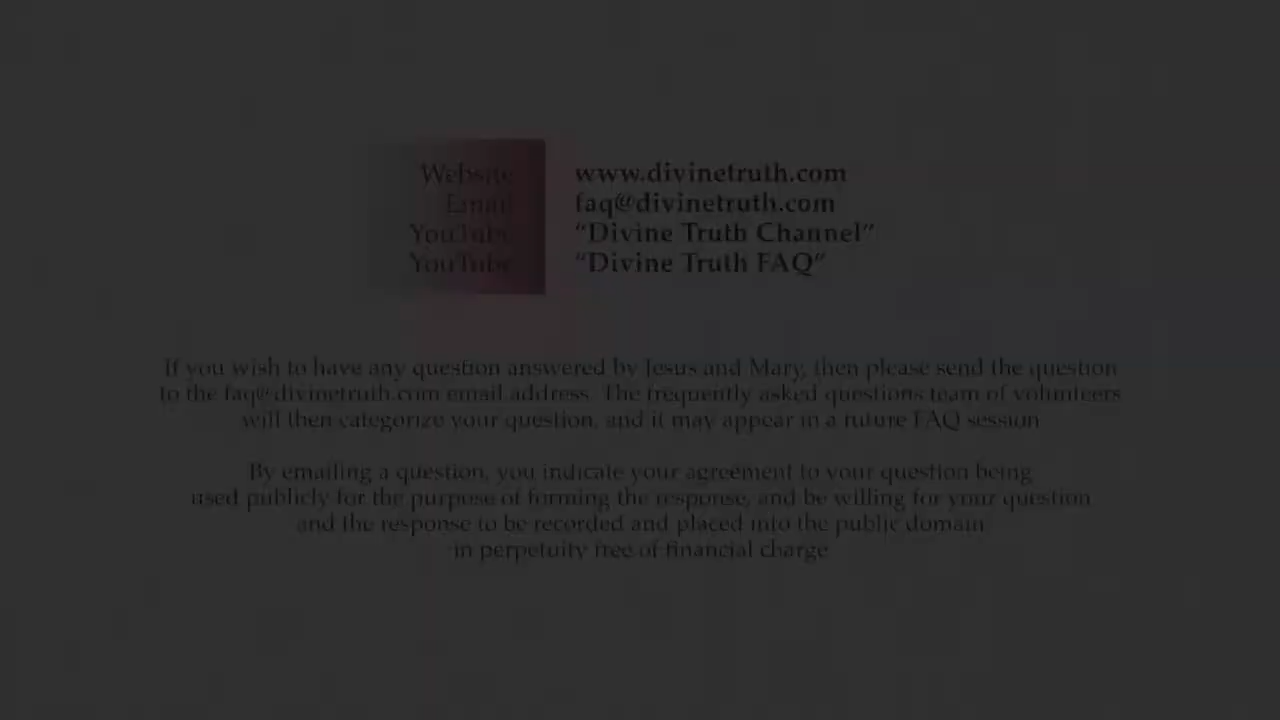 Website www.divinetruth.com
Email faq@divinetruth.com
YouTube “Divine Truth Channel”
YouTube “Divine Truth FAQ”
If you wish to have any question answered by Jesus and Mary, then please send the question
to the faq@divinetruth.com email address. The frequently asked questions team of volunteers
will then categorize your question, and it may appear in a future FAQ session
By emailing a question, you indicate your agreement to your question being
used publicly for the purpose of forming the response, and be willing for your question
and the response to be recorded and placed into the public domain
in perpetuity free of financial charge